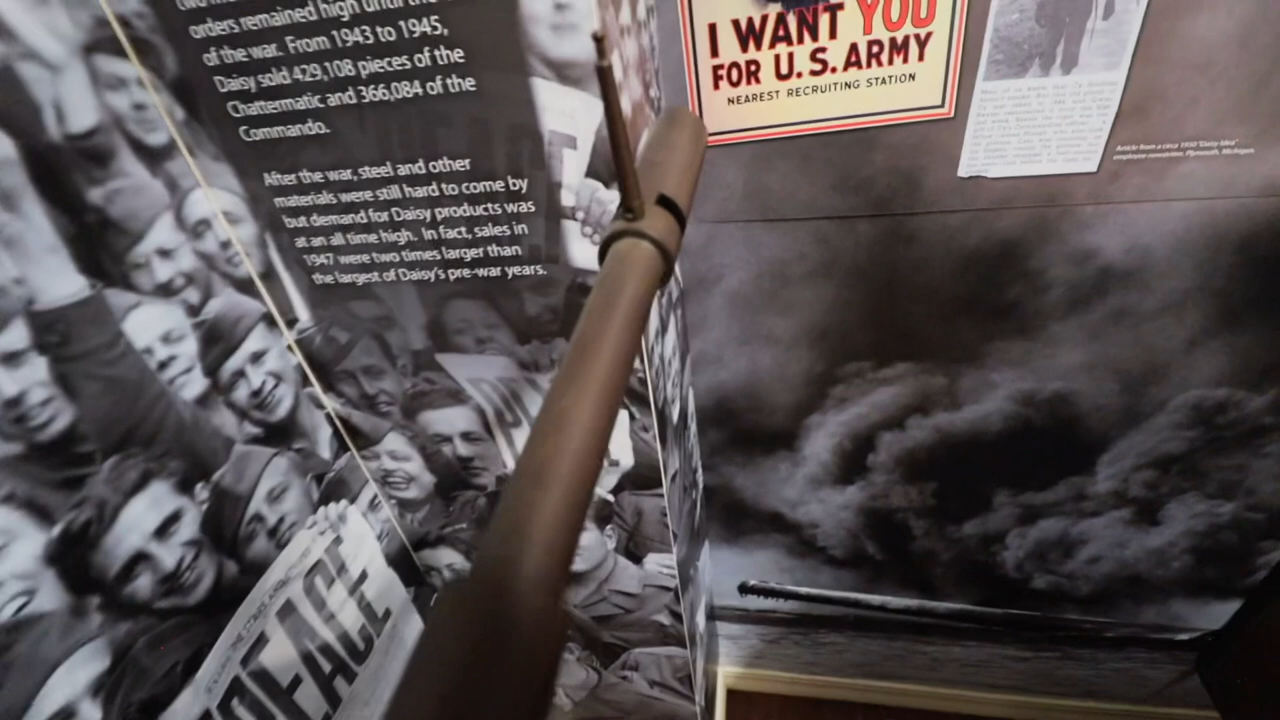 orders remained high until the
of the war. From 1943 to 1945,
Daisy sold 429,108 pieces of the
Chattermatic and 366,084 of the
Commando.
After the war, steel and other
materials were still hard to come by
but demand for Daisy products was
at an all time high. In fact, sales in
1947 were two times larger than
the largest of Daisy's pre-war years.
I WANT YOU
FOR U.S. ARMY
NEAREST RECRUITING STATION
Article from a circa 1950 "Daisy-Idea"
employee newsletter, Plymouth, Michigan.
PEACE